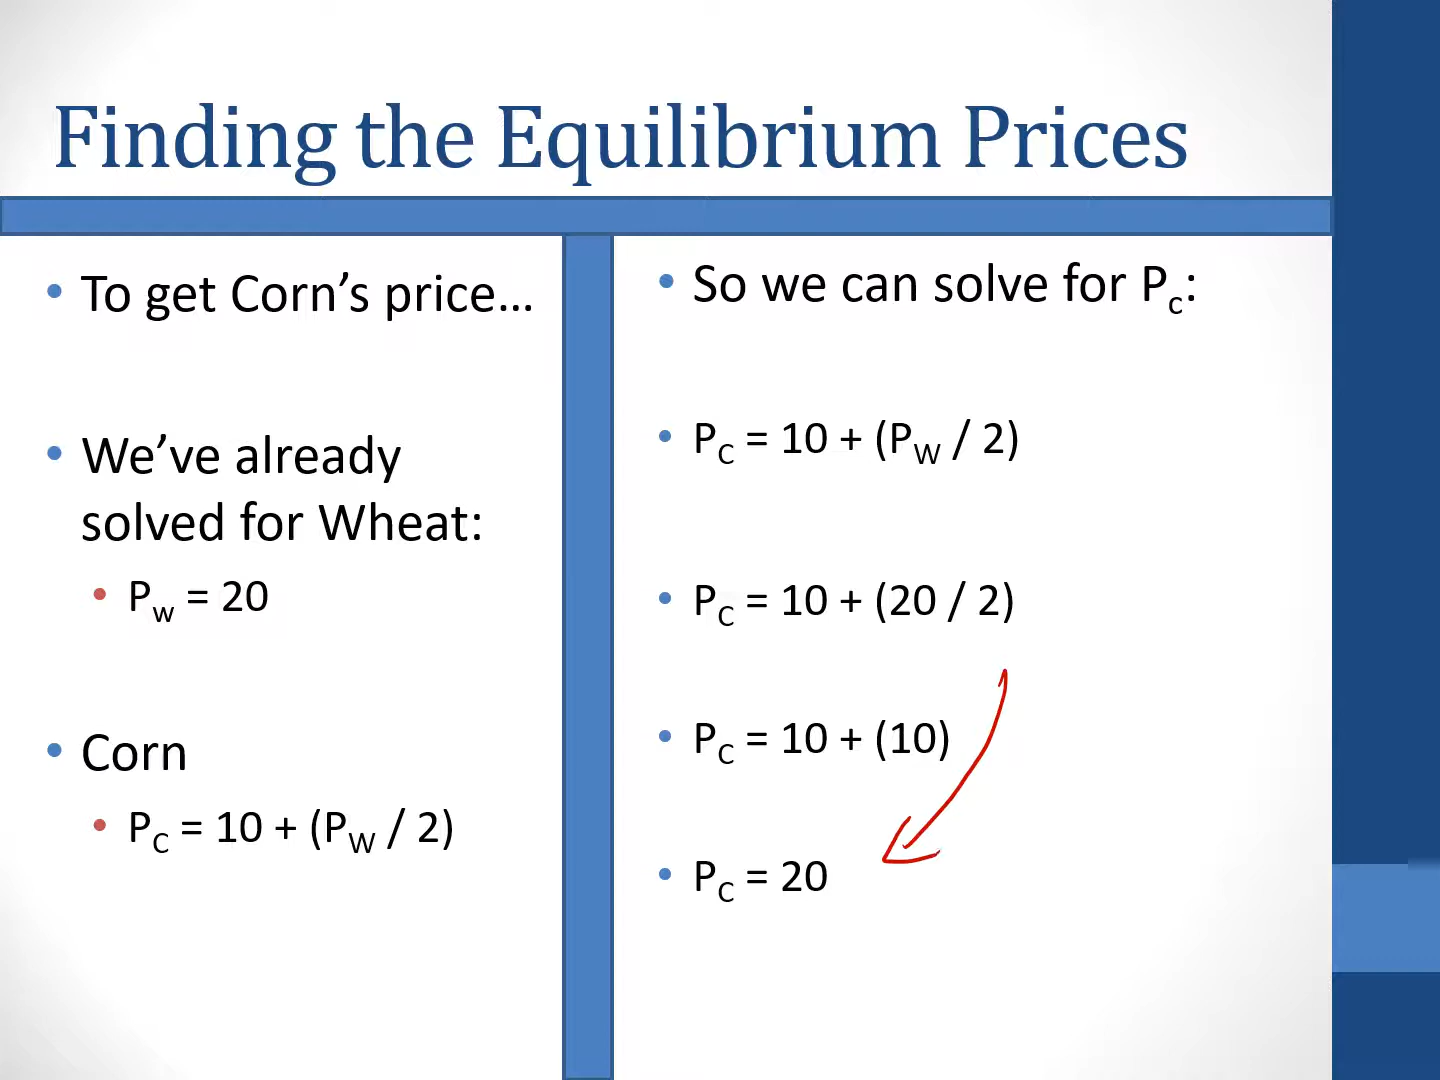 Finding the Equilibrium Prices
• To get Corn’s price...
• We’ve already
solved for Wheat:
• Pw = 20
• Corn
• PC = 10 + (PW / 2)
• So we can solve for Pc:
• PC = 10 + (PW / 2)
• PC = 10 + (20 / 2)
• PC = 10 + (10)
• PC = 20